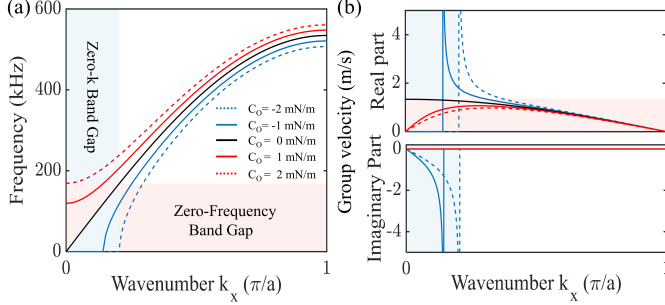 (a)
600
400
200
0
Frequency (kHz)
Zero-k Band
Gap
C_O = -2 mN/m
C_O = -1 mN/m
C_O = 0 mN/m
C_O = 1 mN/m
C_O = 2 mN/m
Zero-Frequency
Band Gap
0
1
Wavenumber k_x (π/a)
(b)
Group velocity (m/s)
Real part
4
2
0
Imaginary Part
0
-2
-4
0
1
Wavenumber k_x (π/a)